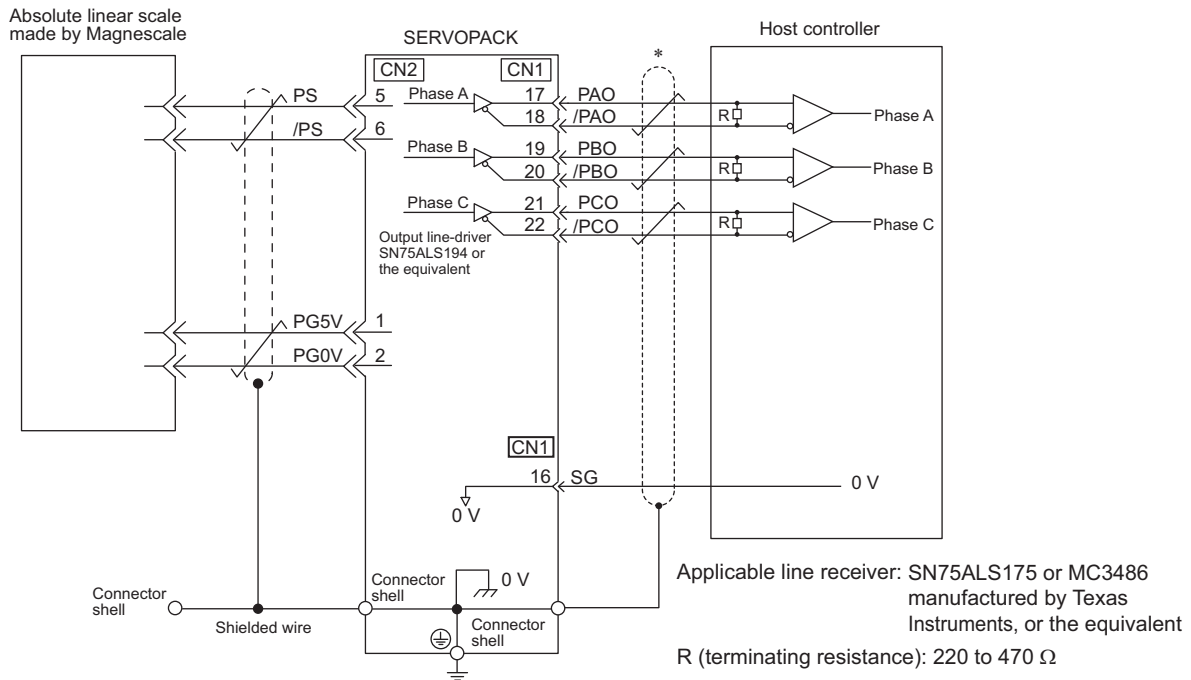 Absolute linear scale
made by Magnescale
SERVOPACK
Host controller
*
CN2
CN1
PS
5
Phase A
17
PAO
R
Phase A
18
/PAO
/PS
6
Phase B
19
PBO
R
Phase B
20
/PBO
Phase C
21
PCO
R
Phase C
22
/PCO
Output line-driver
SN75ALS194 or
the equivalent
PG5V
1
PG0V
2
CN1
16
SG
0 V
0 V
Connector
shell
Shielded wire
Connector
shell
0 V
Connector
shell
Applicable line receiver: SN75ALS175 or MC3486
manufactured by Texas
Instruments, or the equivalent
R (terminating resistance): 220 to 470 Ω